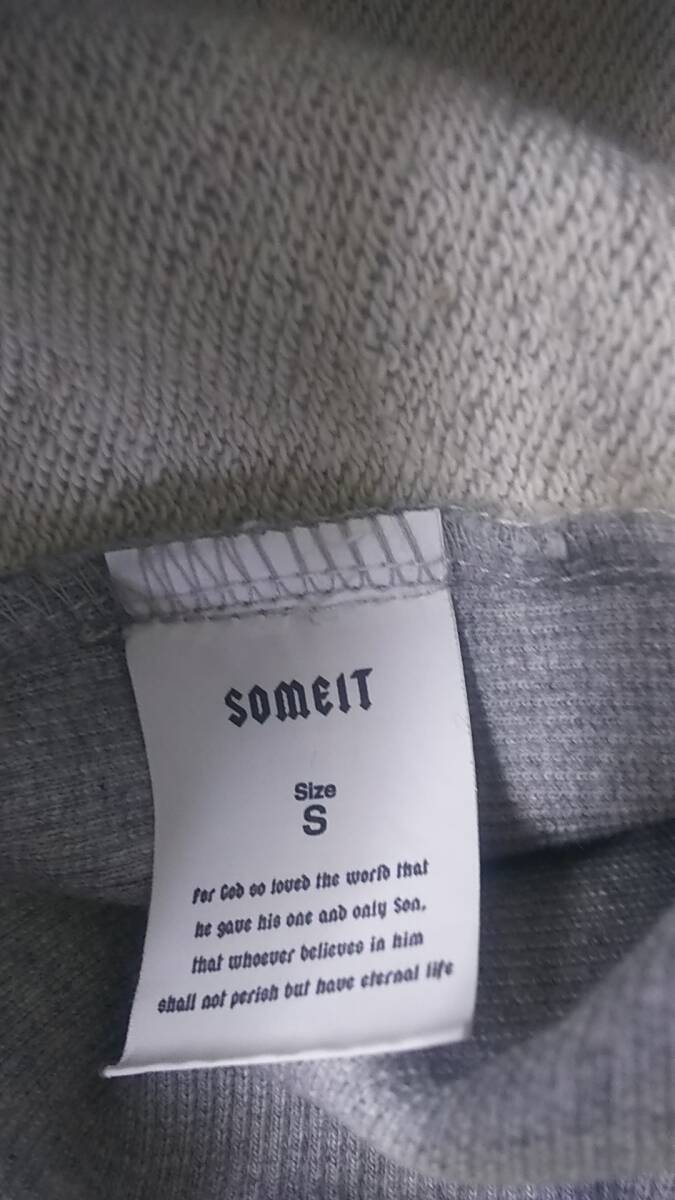 SOMEIT
Size
S
for God so loved the world that
he gave his one and only Son,
that whoever believes in him
shall not perish but have eternal life